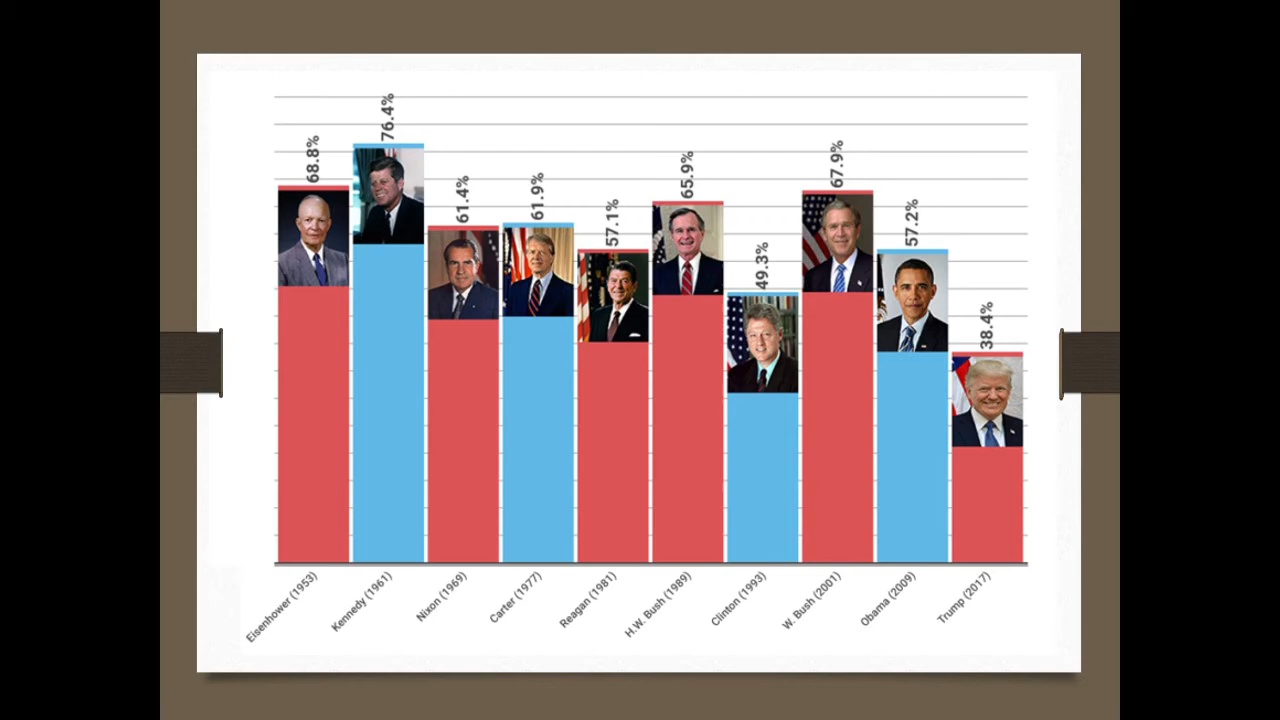 68.8%
76.4%
61.4%
61.9%
57.1%
65.9%
49.3%
67.9%
57.2%
38.4%
Eisenhower (1953)
Kennedy (1961)
Nixon (1969)
Carter (1977)
Reagan (1981)
H.W. Bush (1989)
Clinton (1993)
W. Bush (2001)
Obama (2009)
Trump (2017)